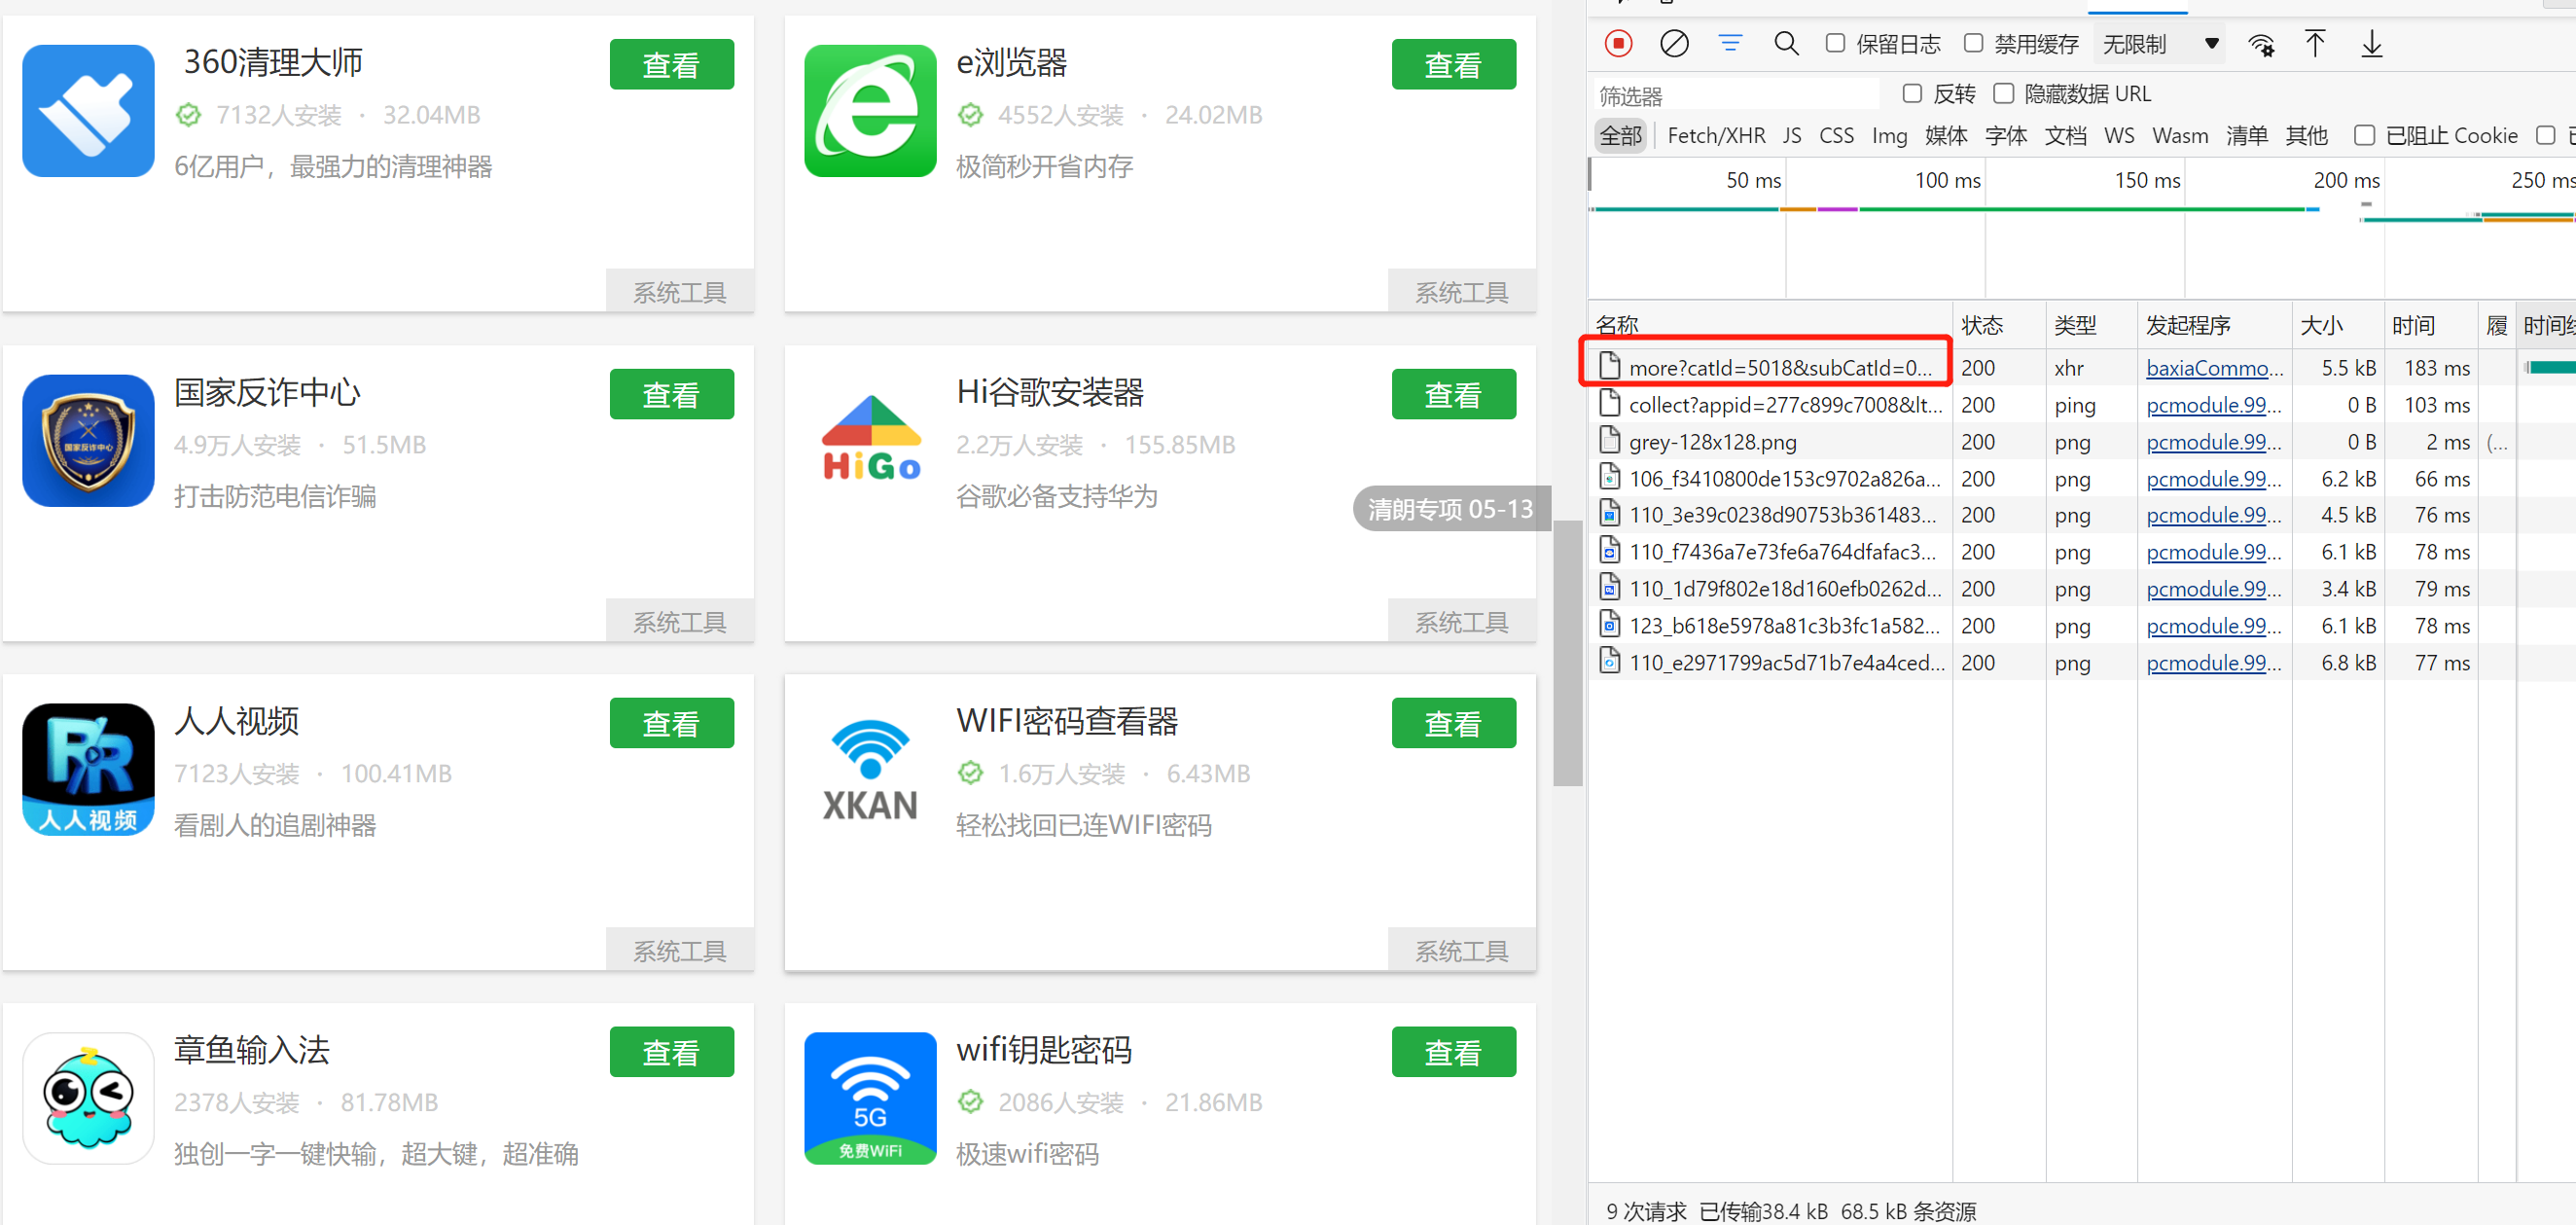 360清理大师
查看
7132人安装 · 32.04MB
6亿用户，最强力的清理神器
系统工具
e浏览器
查看
4552人安装 · 24.02MB
极简秒开省内存
系统工具
国家反诈中心
国家反诈中心
查看
4.9万人安装 · 51.5MB
打击防范电信诈骗
系统工具
HiGo
Hi谷歌安装器
查看
2.2万人安装 · 155.85MB
谷歌必备支持华为
清朗专项 05-13
系统工具
人人视频
人人视频
查看
7123人安装 · 100.41MB
看剧人的追剧神器
系统工具
XKAN
WIFI密码查看器
查看
1.6万人安装 · 6.43MB
轻松找回已连WIFI密码
系统工具
章鱼输入法
查看
2378人安装 · 81.78MB
独创一字一键快输，超大键，超准确
5G
免费WiFi
wifi钥匙密码
查看
2086人安装 · 21.86MB
极速wifi密码
保留日志 禁用缓存 无限制
筛选器 反转 隐藏数据 URL
全部 Fetch/XHR JS CSS Img 媒体 字体 文档 WS Wasm 清单 其他 已阻止 Cookie
50 ms 100 ms 150 ms 200 ms 250 ms
名称 状态 类型 发起程序 大小 时间 履 时间线
more?catId=5018&subCatId=0... 200 xhr baxiaCommo... 5.5 kB 183 ms
collect?appid=277c899c7008&lt... 200 ping pcmodule.99... 0 B 103 ms
grey-128x128.png 200 png pcmodule.99... 0 B 2 ms (...
106_f3410800de153c9702a826a... 200 png pcmodule.99... 6.2 kB 66 ms
110_3e39c0238d90753b361483... 200 png pcmodule.99... 4.5 kB 76 ms
110_f7436a7e73fe6a764dfafac3... 200 png pcmodule.99... 6.1 kB 78 ms
110_1d79f802e18d160efb0262d... 200 png pcmodule.99... 3.4 kB 79 ms
123_b618e5978a81c3b3fc1a582... 200 png pcmodule.99... 6.1 kB 78 ms
110_e2971799ac5d71b7e4a4ced... 200 png pcmodule.99... 6.8 kB 77 ms
9 次请求 已传输38.4 kB 68.5 kB 条资源